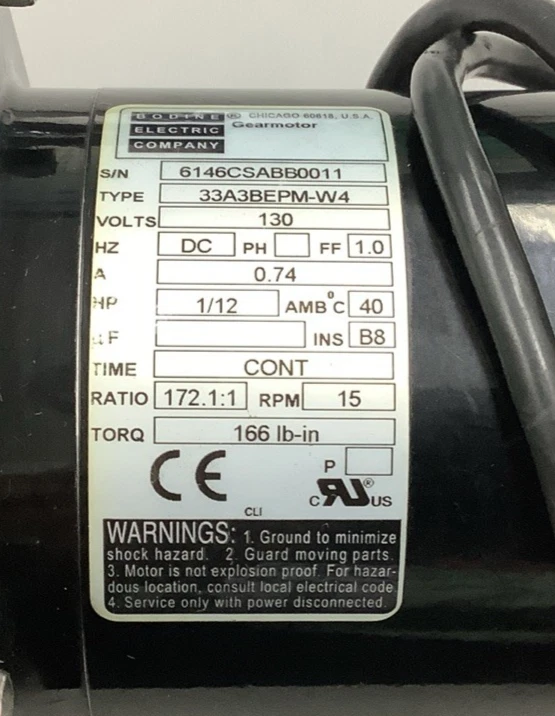 BODINE ® CHICAGO 60618, U.S.A.
ELECTRIC Gearmotor
COMPANY
S/N 6146CSABB0011
TYPE 33A3BEPM-W4
VOLTS 130
HZ DC PH FF 1.0
A 0.74
HP 1/12 AMB°C 40
µF INS B8
TIME CONT
RATIO 172.1:1 RPM 15
TORQ 166 lb-in
CE P
c RU ® US
CLI
WARNINGS: 1. Ground to minimize
shock hazard. 2. Guard moving parts.
3. Motor is not explosion proof. For hazar-
dous location, consult local electrical code.
4. Service only with power disconnected.